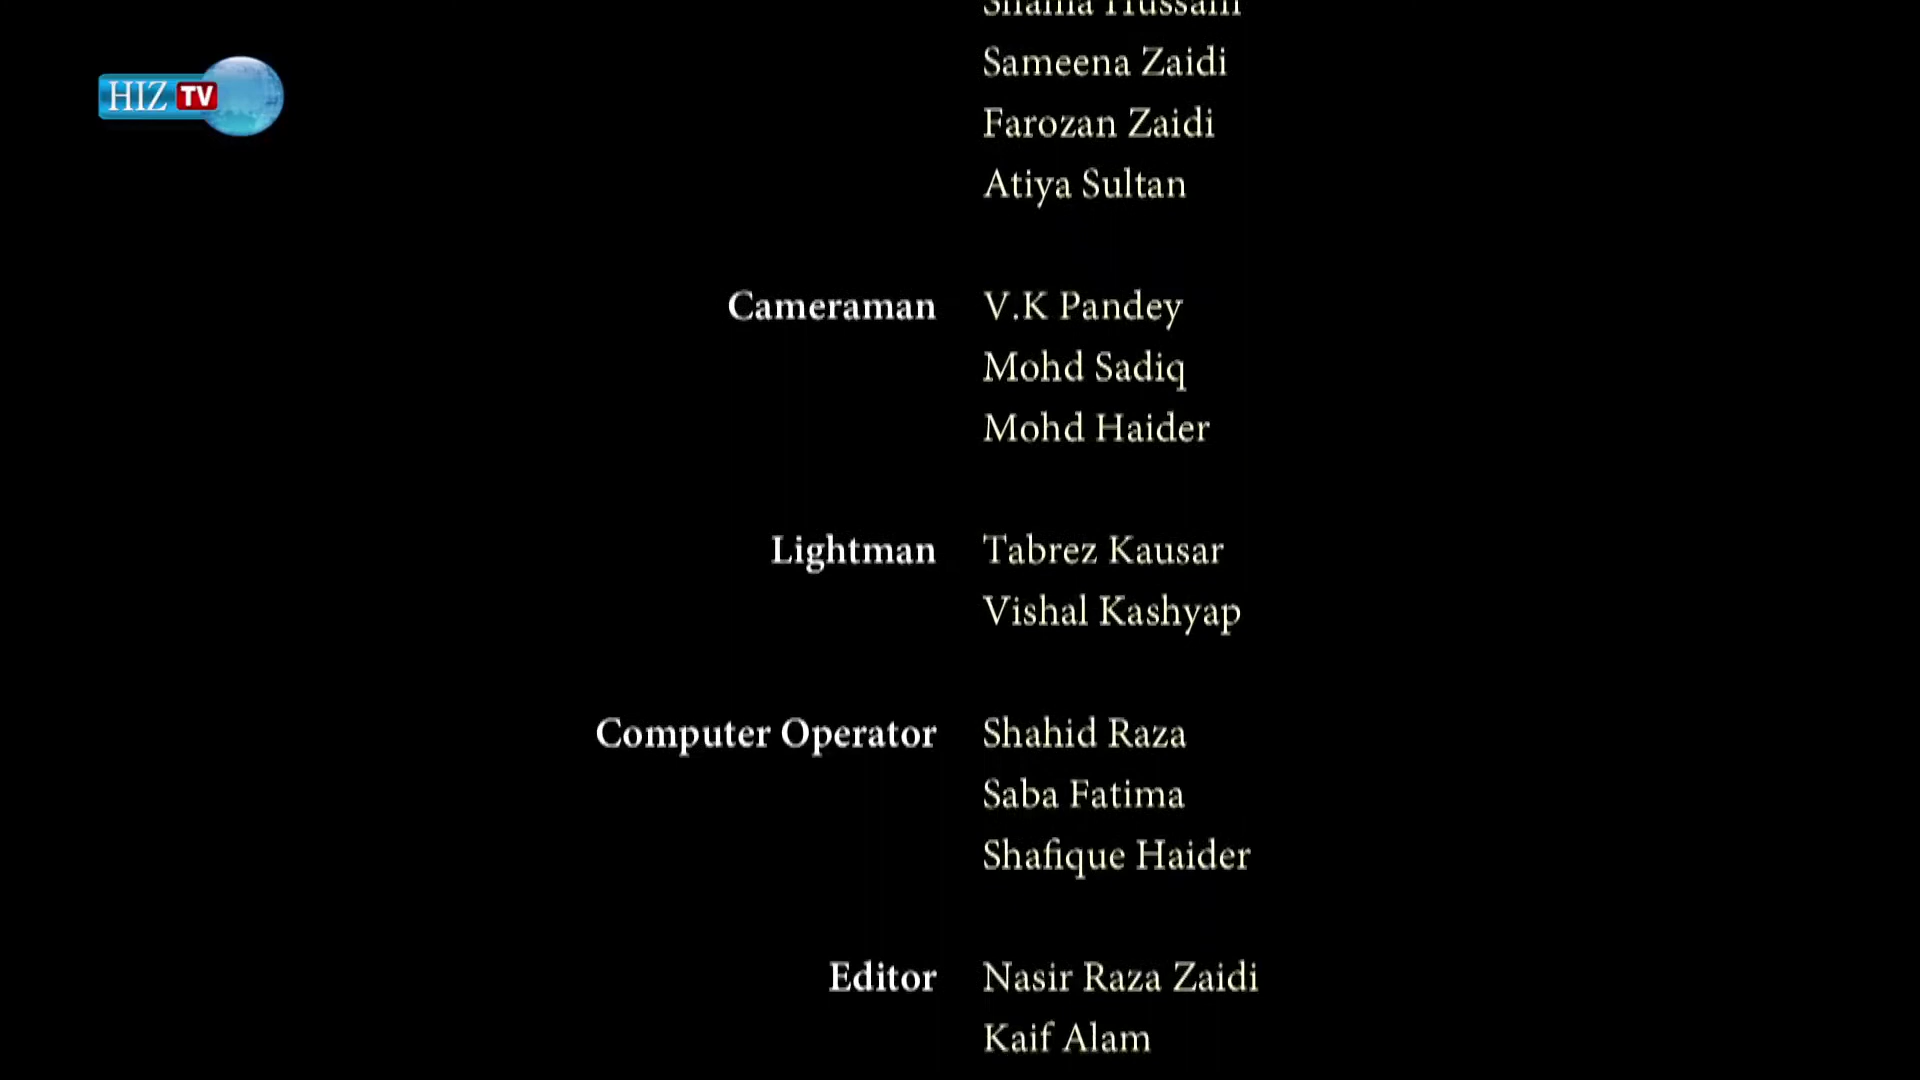 HIZ TV
Hussain
Sameena Zaidi
Farozan Zaidi
Atiya Sultan
Cameraman V.K Pandey
Mohd Sadiq
Mohd Haider
Lightman Tabrez Kausar
Vishal Kashyap
Computer Operator Shahid Raza
Saba Fatima
Shafique Haider
Editor Nasir Raza Zaidi
Kaif Alam